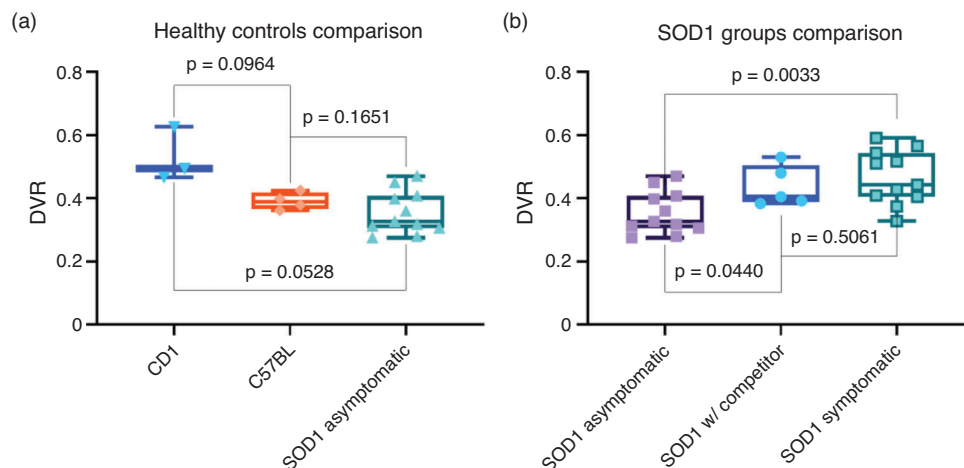 (a)
Healthy controls comparison
0.8
0.6
0.4
0.2
0
DVR
p = 0.0964
p = 0.1651
p = 0.0528
CD1
C57BL
SOD1 asymptomatic
(b)
SOD1 groups comparison
0.8
0.6
0.4
0.2
0
DVR
p = 0.0033
p = 0.5061
p = 0.0440
SOD1 asymptomatic
SOD1 w/ competitor
SOD1 symptomatic